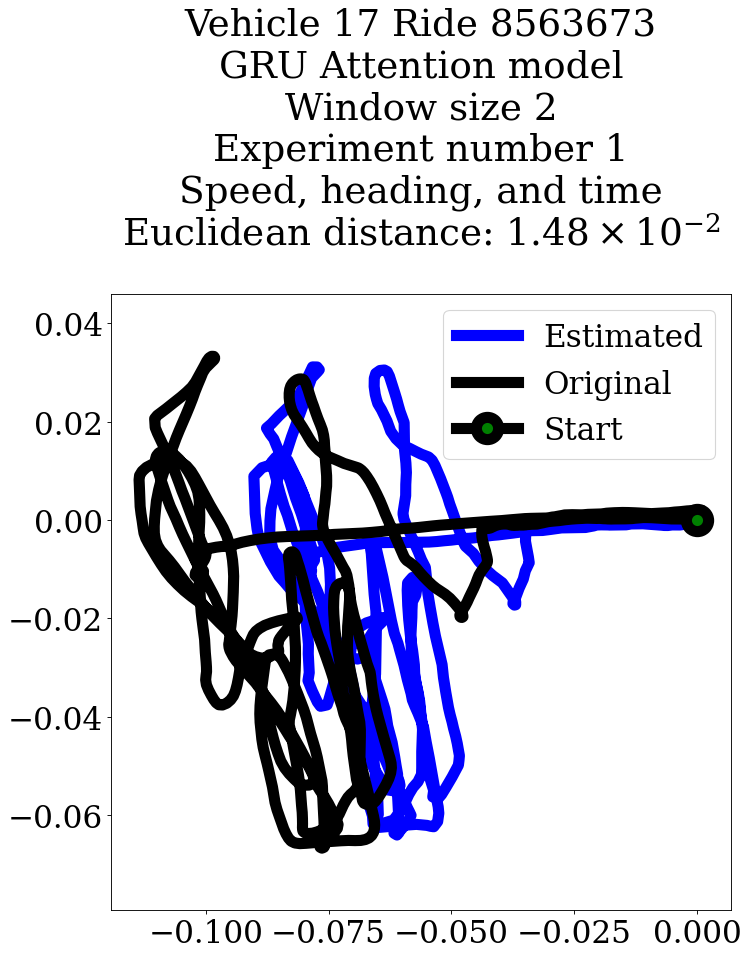 Vehicle 17 Ride 8563673
GRU Attention model
Window size 2
Experiment number 1
Speed, heading, and time
Euclidean distance: 1.48 × 10⁻²
Estimated
Original
Start
0.04
0.02
0.00
−0.02
−0.04
−0.06
−0.100 −0.075 −0.050 −0.025 0.000